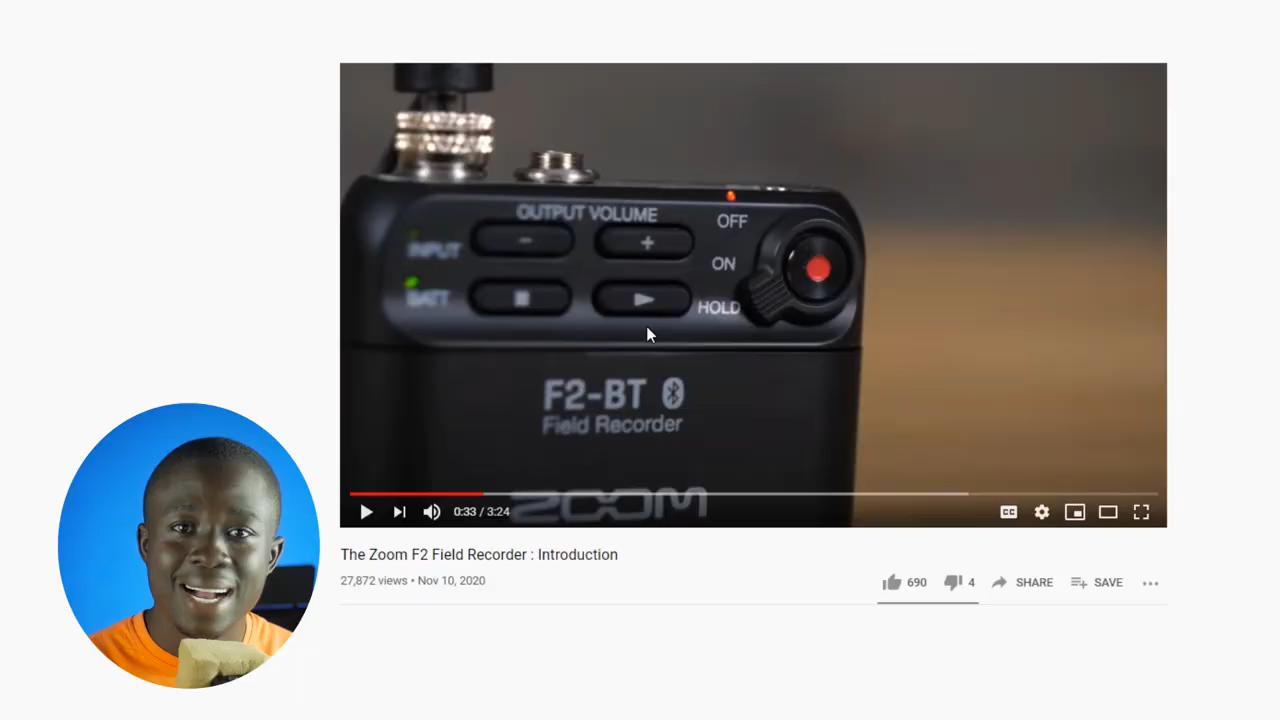 OUTPUT VOLUME
OFF
INPUT
ON
BATT
HOLD
F2-BT
Field Recorder
ZOOM
0:33 / 3:24
CC
The Zoom F2 Field Recorder : Introduction
27,872 views • Nov 10, 2020
690
4
SHARE
SAVE